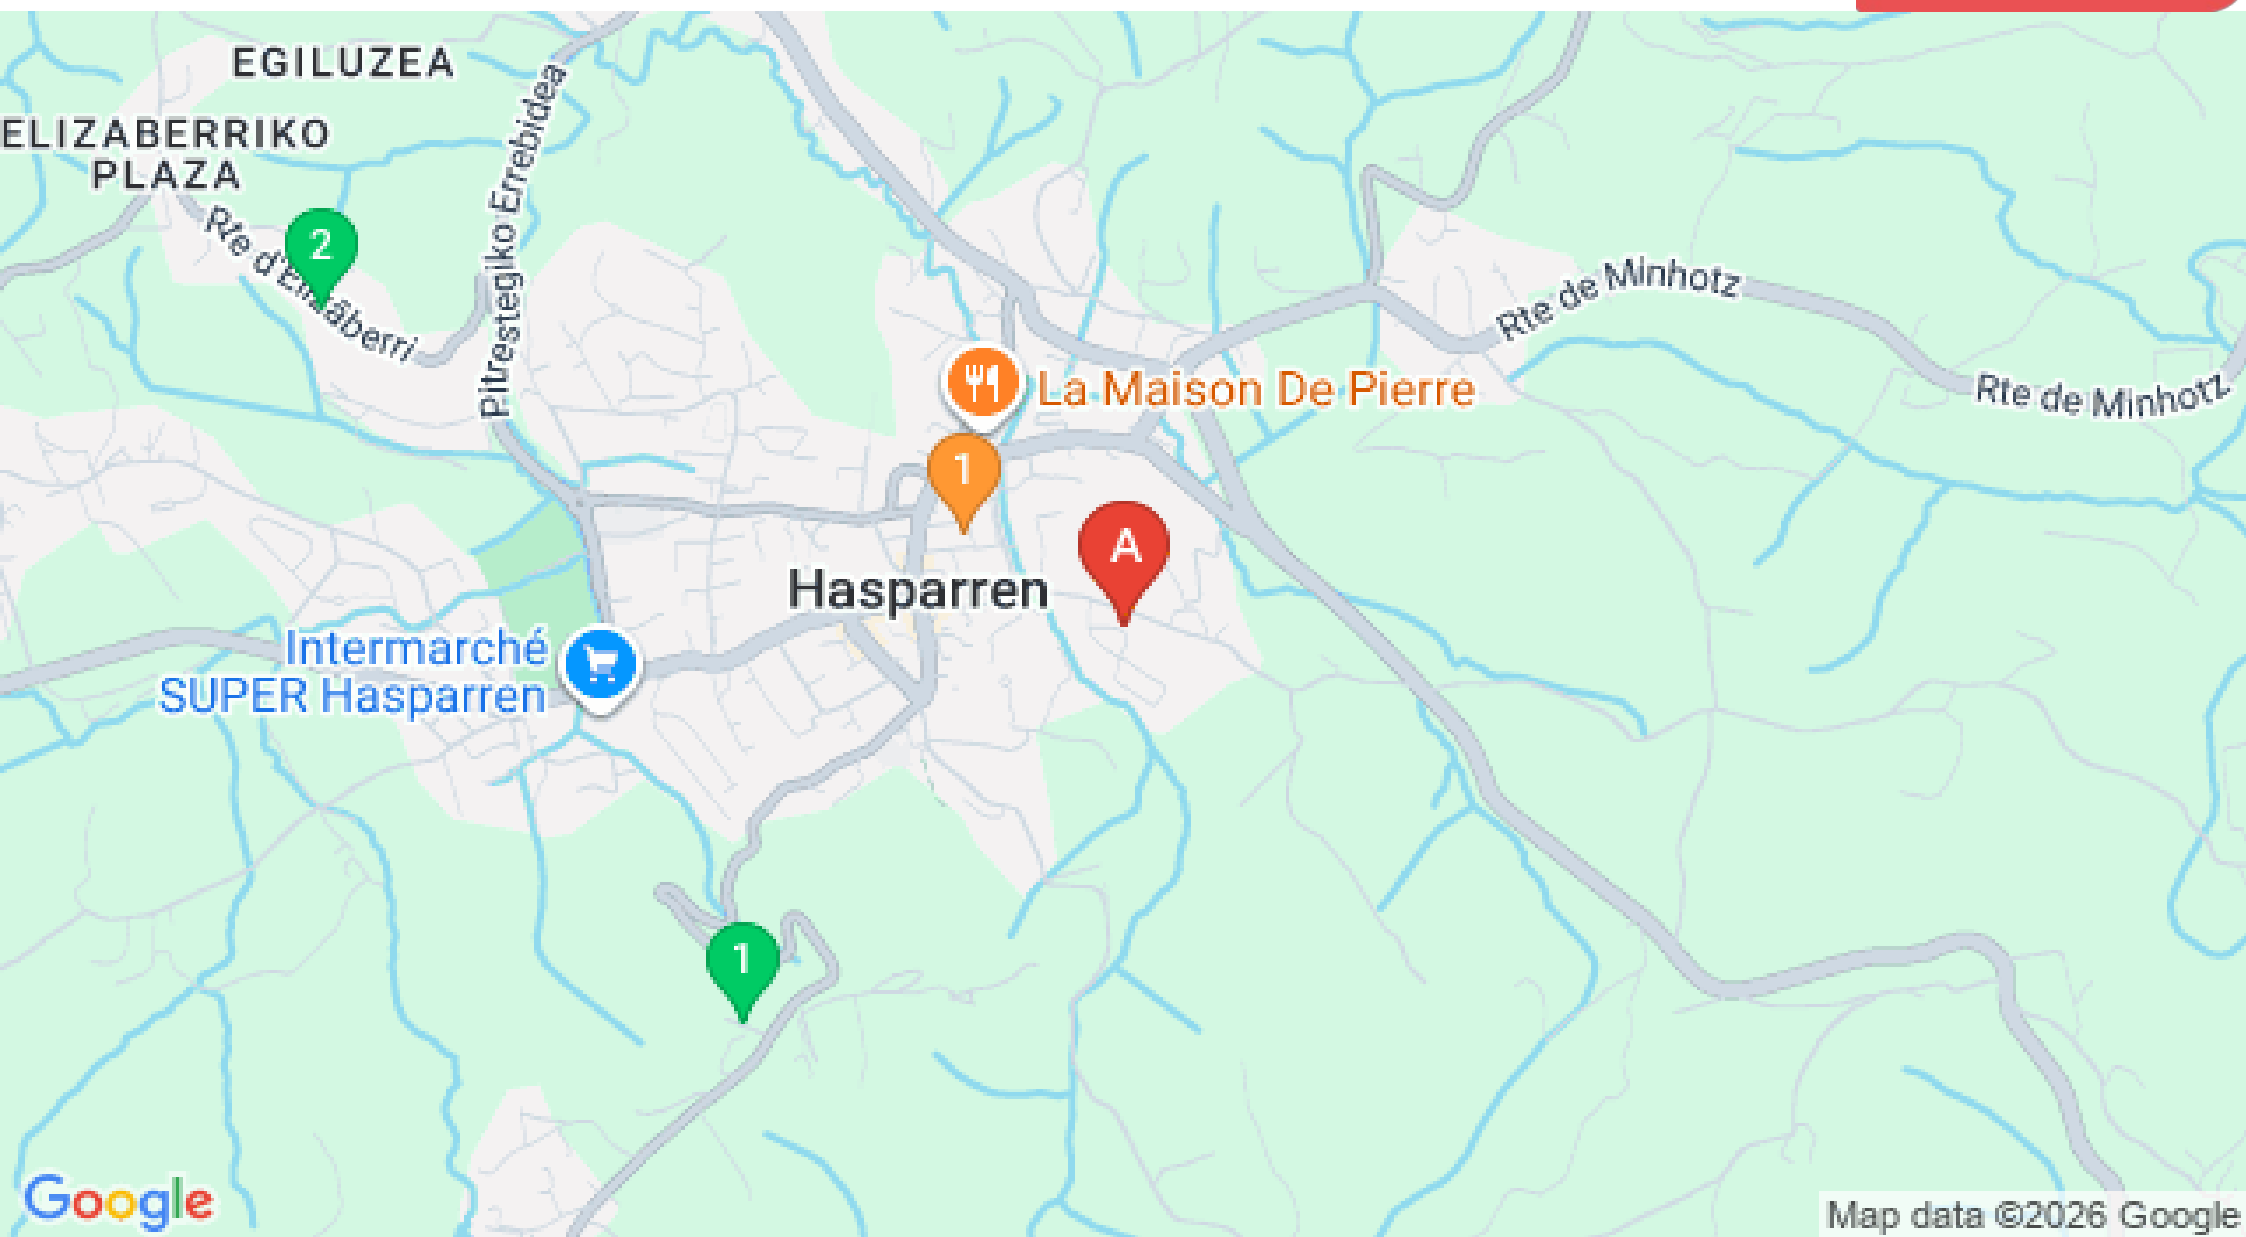 EGILUZEA
ELIZABERRIKO
PLAZA
Pitrestegiko Errebidea
2
Rte de Minhotz
Rte de Minhotz
La Maison De Pierre
1
A
Hasparren
Intermarché
SUPER Hasparren
1
Google
Map data ©2026 Google